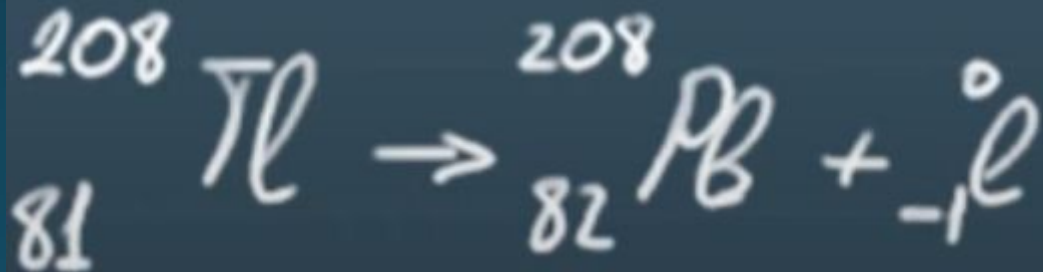 ²⁰⁸₈₁Tl → ²⁰⁸₈₂Pb + ⁰₋₁e